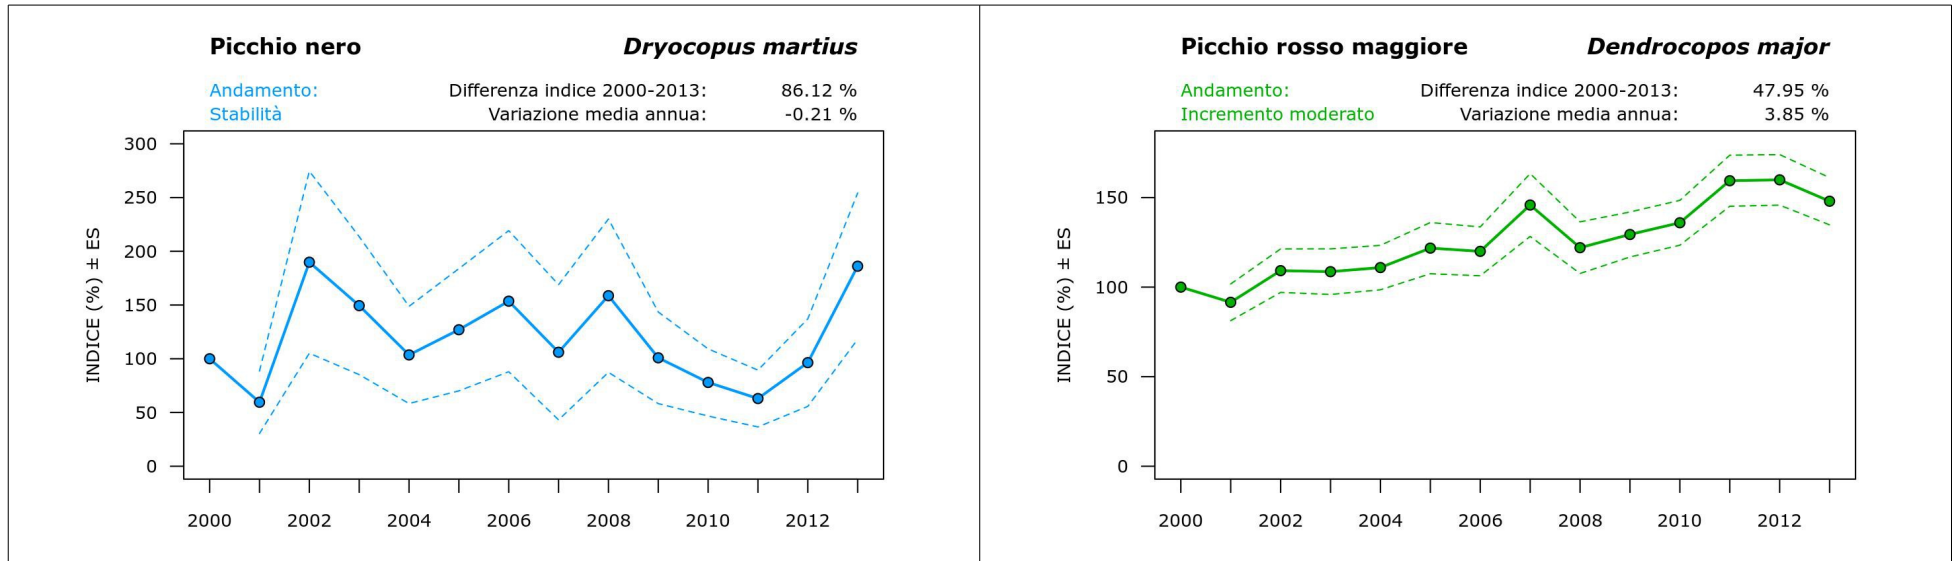 Picchio nero Dryocopus martius
Andamento: Differenza indice 2000-2013: 86.12 %
Stabilità Variazione media annua: -0.21 %
INDICE (%) ± ES
300
250
200
150
100
50
0
2000 2002 2004 2006 2008 2010 2012
Picchio rosso maggiore Dendrocopos major
Andamento: Differenza indice 2000-2013: 47.95 %
Incremento moderato Variazione media annua: 3.85 %
INDICE (%) ± ES
150
100
50
0
2000 2002 2004 2006 2008 2010 2012